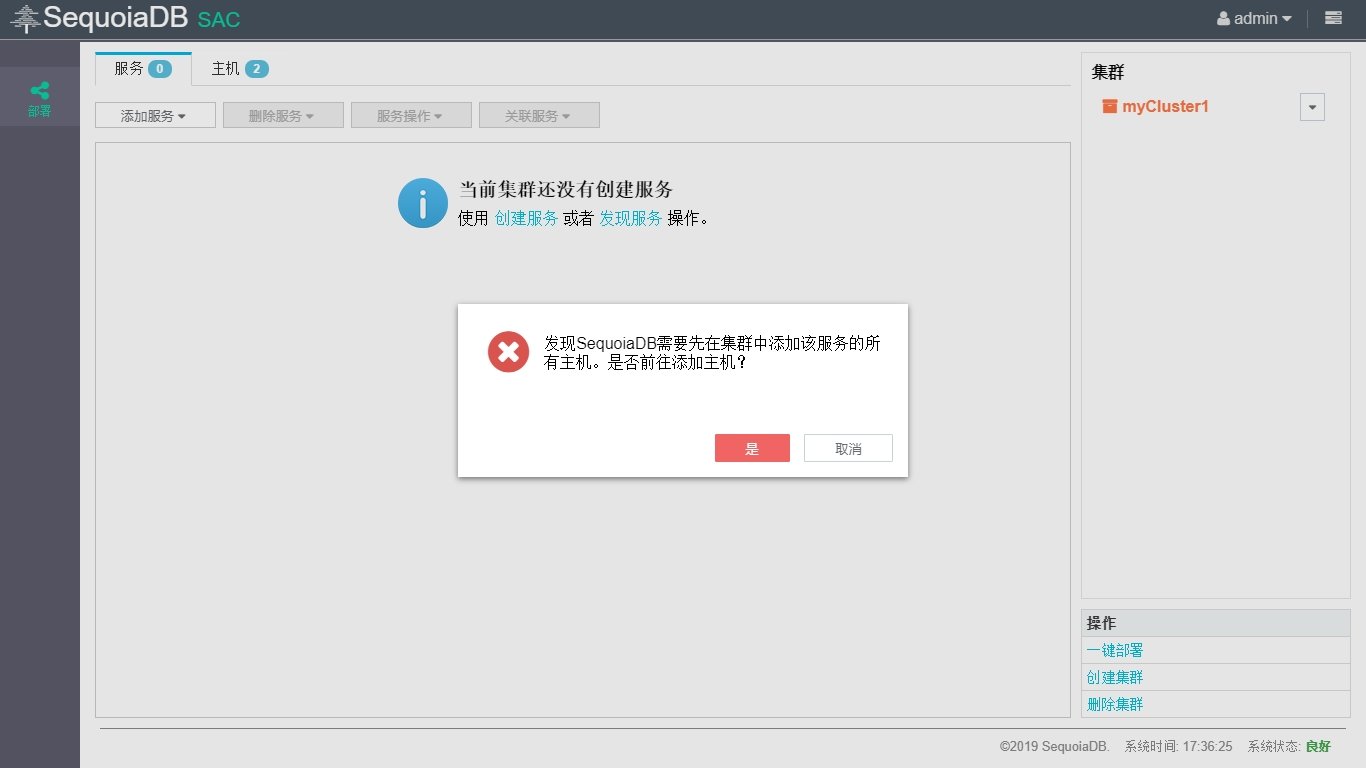 SequoiaDB SAC
admin
部署
服务 0
主机 2
添加服务
删除服务
服务操作
关联服务
当前集群还没有创建服务
使用 创建服务 或者 发现服务 操作。
发现SequoiaDB需要先在集群中添加该服务的所
有主机。是否前往添加主机？
是
取消
集群
myCluster1
操作
一键部署
创建集群
删除集群
©2019 SequoiaDB. 系统时间: 17:36:25 系统状态: 良好